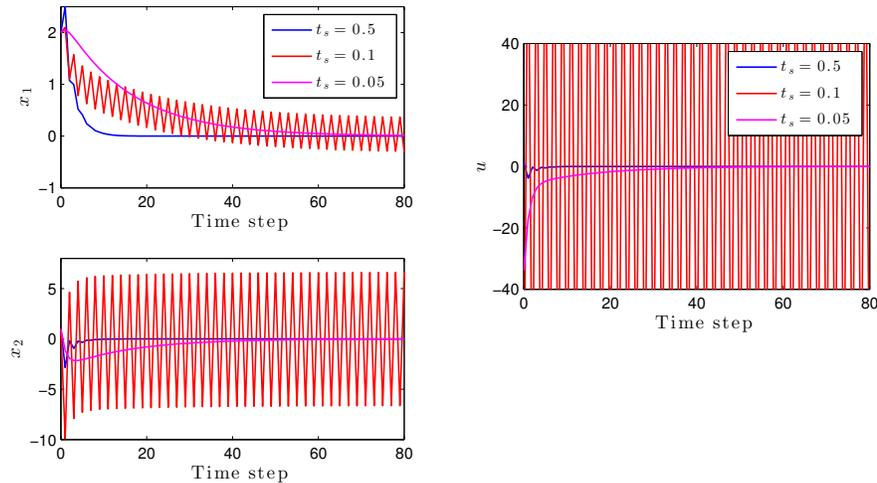 2
1
0
−1
x₁
0 20 40 60 80
Time step
tₛ = 0.5
tₛ = 0.1
tₛ = 0.05
5
0
−5
−10
x₂
0 20 40 60 80
Time step
40
20
0
−20
−40
u
0 20 40 60 80
Time step
tₛ = 0.5
tₛ = 0.1
tₛ = 0.05